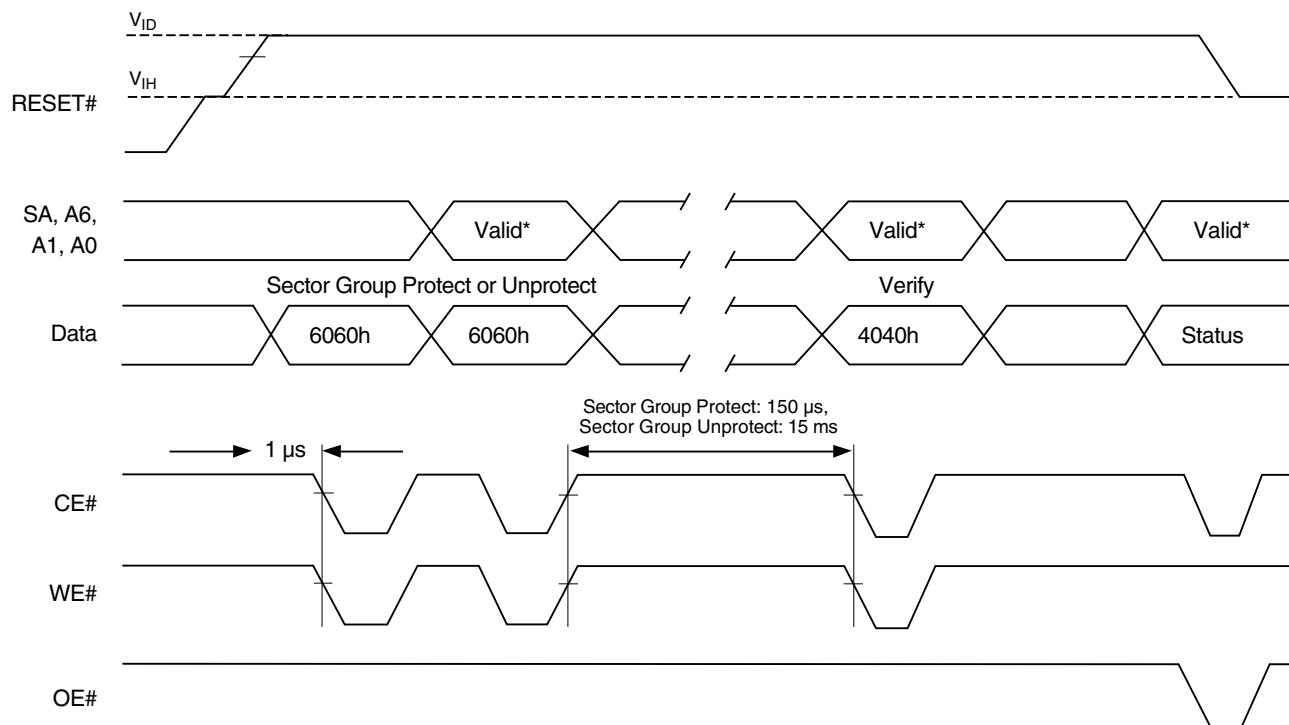 VID
VIH
RESET#
SA, A6,
A1, A0
Valid*
Valid*
Valid*
Sector Group Protect or Unprotect
Verify
Data
6060h
6060h
4040h
Status
Sector Group Protect: 150 µs,
Sector Group Unprotect: 15 ms
1 µs
CE#
WE#
OE#